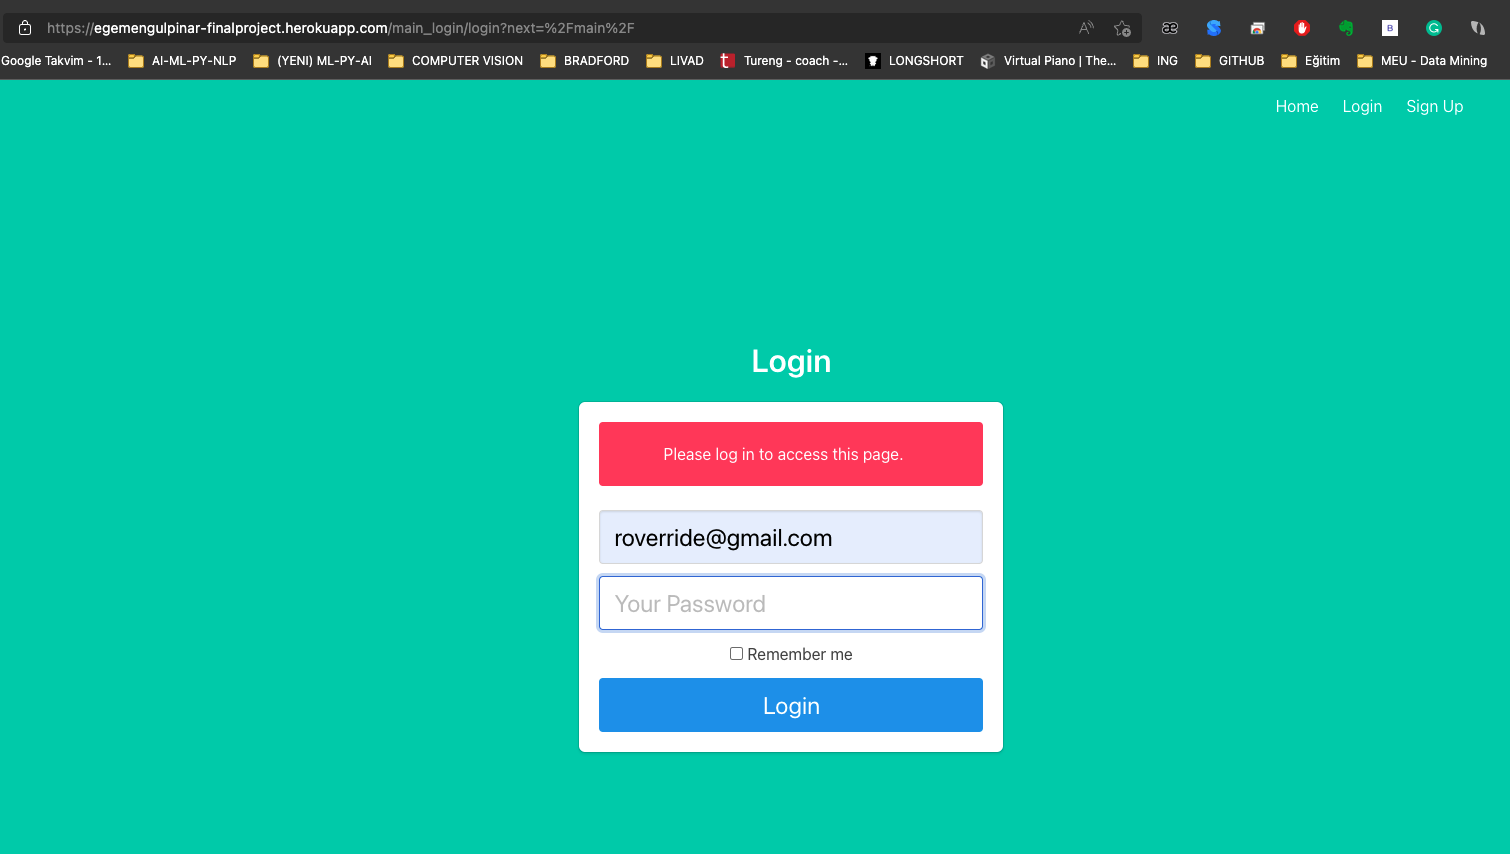 https://egemengulpinar-finalproject.herokuapp.com/main_login/login?next=%2Fmain%2F
Google Takvim - 1... AI-ML-PY-NLP (YENI) ML-PY-AI COMPUTER VISION BRADFORD LIVAD Tureng - coach -... LONGSHORT Virtual Piano | The... ING GITHUB Eğitim MEU - Data Mining
Home Login Sign Up
Login
Please log in to access this page.
roverride@gmail.com
Your Password
Remember me
Login